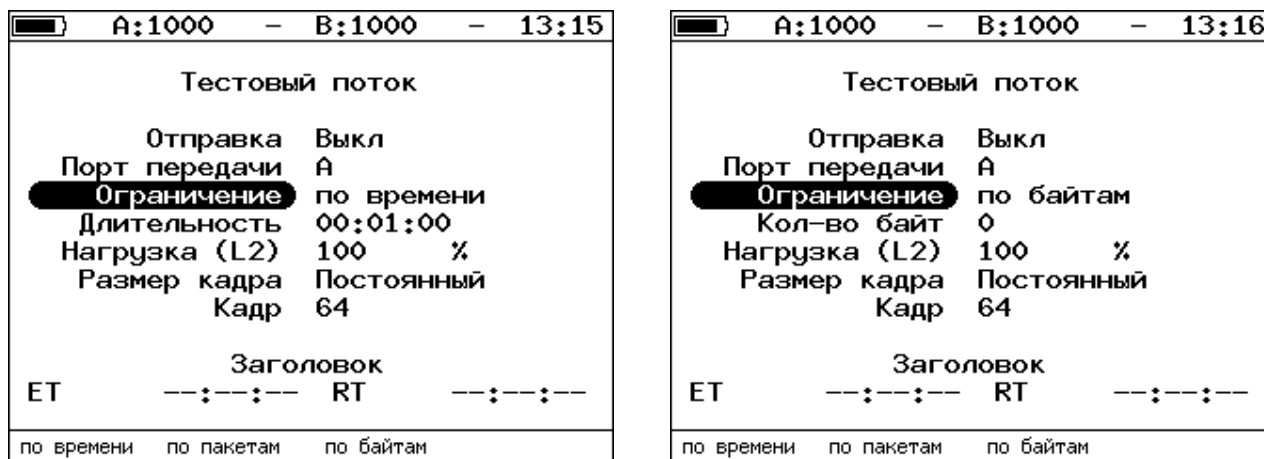 A:1000 – B:1000 – 13:15
Тестовый поток
Отправка Выкл
Порт передачи A
Ограничение по времени
Длительность 00:01:00
Нагрузка (L2) 100 %
Размер кадра Постоянный
Кадр 64
Заголовок
ET --:--:-- RT --:--:--
по времени по пакетам по байтам
A:1000 – B:1000 – 13:16
Тестовый поток
Отправка Выкл
Порт передачи A
Ограничение по байтам
Кол-во байт 0
Нагрузка (L2) 100 %
Размер кадра Постоянный
Кадр 64
Заголовок
ET --:--:-- RT --:--:--
по времени по пакетам по байтам